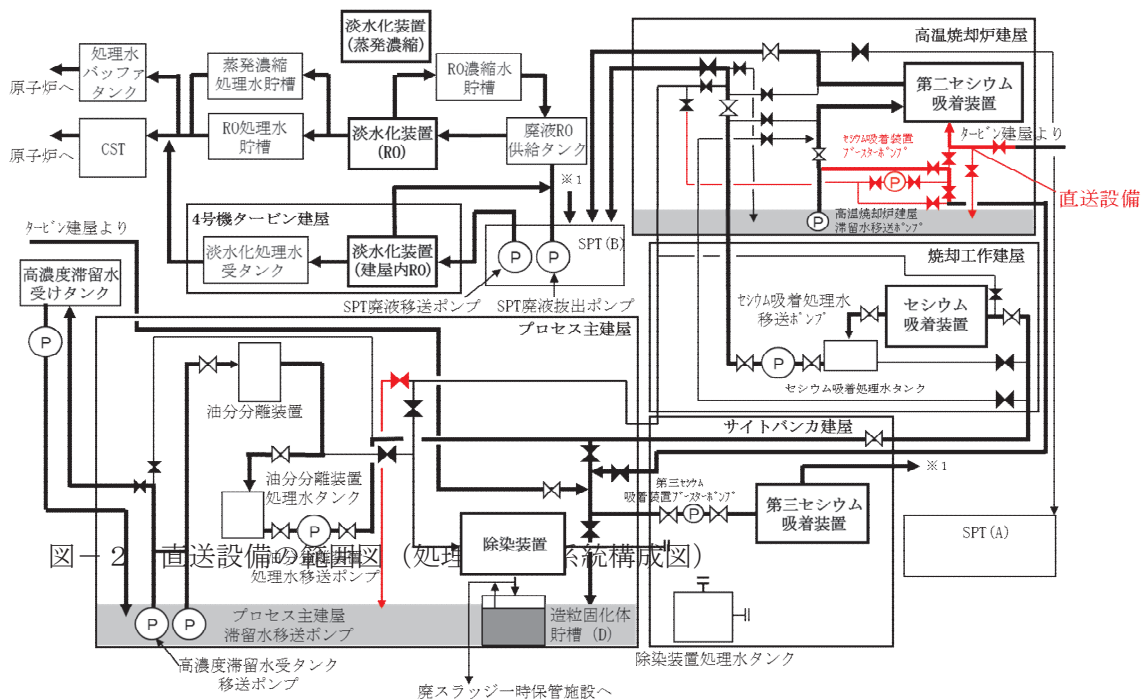 淡水化装置
(蒸発濃縮)
処理水
バッファ
タンク
原子炉へ
蒸発濃縮
処理水貯槽
RO濃縮水
貯槽
原子炉へ
CST
RO処理水
貯槽
淡水化装置
(RO)
廃液RO
供給タンク
※1
4号機タービン建屋
淡水化処理水
受タンク
淡水化装置
(建屋内RO)
P
P
SPT(B)
SPT廃液移送ポンプ
SPT廃液抜出ポンプ
高温焼却炉建屋
第二セシウム
吸着装置
タービン建屋より
セシウム吸着装置
ブースターポンプ
P
直送設備
P
高温焼却炉建屋
滞留水移送ポンプ
焼却工作建屋
セシウム吸着処理水
移送ポンプ
セシウム
吸着装置
P
セシウム吸着処理水タンク
タービン建屋より
高濃度滞留水
受けタンク
P
プロセス主建屋
油分分離装置
油分分離装置
処理水タンク
P
油分分離装置
処理水移送ポンプ
除染装置
造粒固化体
貯槽(D)
プロセス主建屋
滞留水移送ポンプ
P
P
高濃度滞留水受タンク
移送ポンプ
廃スラッジ一時保管施設へ
サイトバンカ建屋
第三セシウム
吸着装置ブースターポンプ
P
第三セシウム
吸着装置
※1
SPT(A)
除染装置処理水タンク
図-2 直送設備の範囲図(処理 系統構成図)